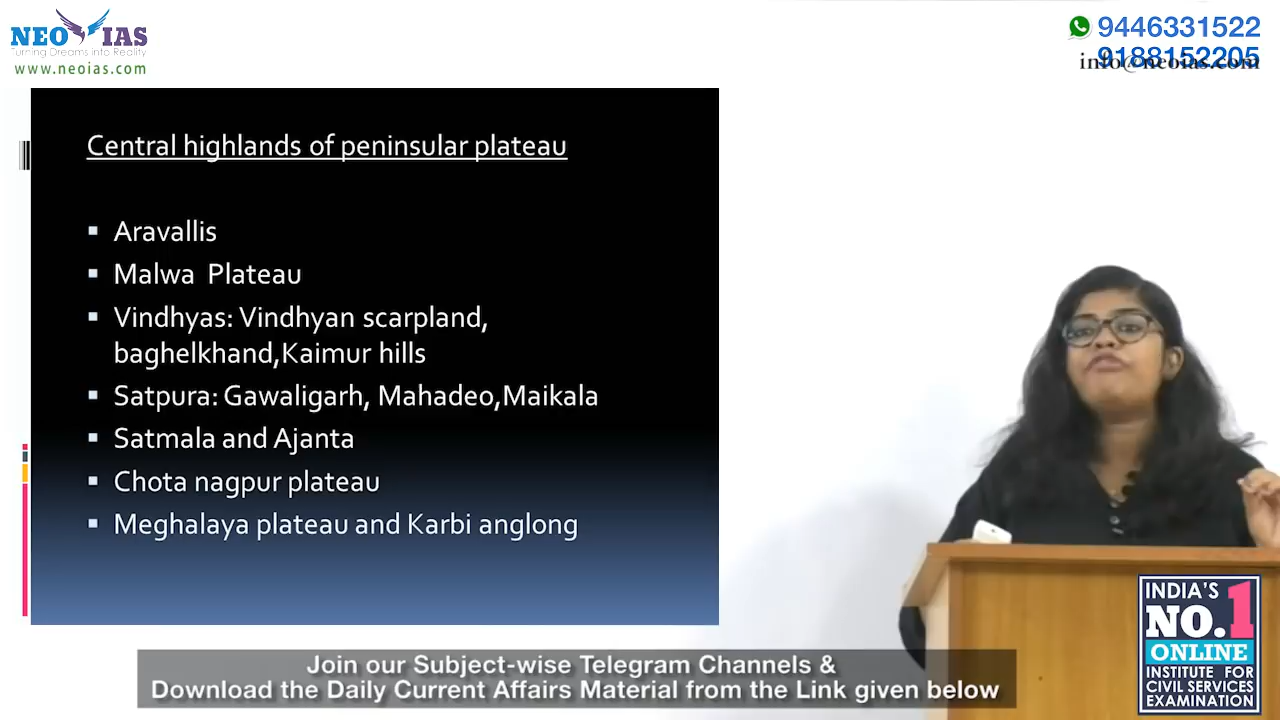 NEO IAS
Turning Dreams into Reality
www.neoias.com
9446331522
9188152205
info@neoias.com
Central highlands of peninsular plateau
Aravallis
Malwa Plateau
Vindhyas: Vindhyan scarpland,
baghelkhand,Kaimur hills
Satpura: Gawaligarh, Mahadeo,Maikala
Satmala and Ajanta
Chota nagpur plateau
Meghalaya plateau and Karbi anglong
INDIA'S
NO.1
ONLINE
INSTITUTE FOR
CIVIL SERVICES
EXAMINATION
Join our Subject-wise Telegram Channels &
Download the Daily Current Affairs Material from the Link given below